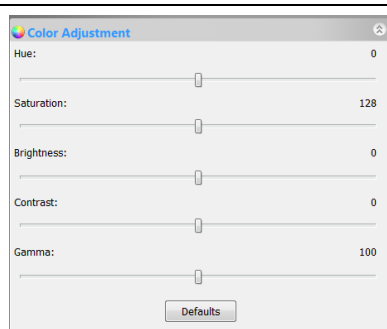 Color Adjustment
Hue: 0
Saturation: 128
Brightness: 0
Contrast: 0
Gamma: 100
Defaults